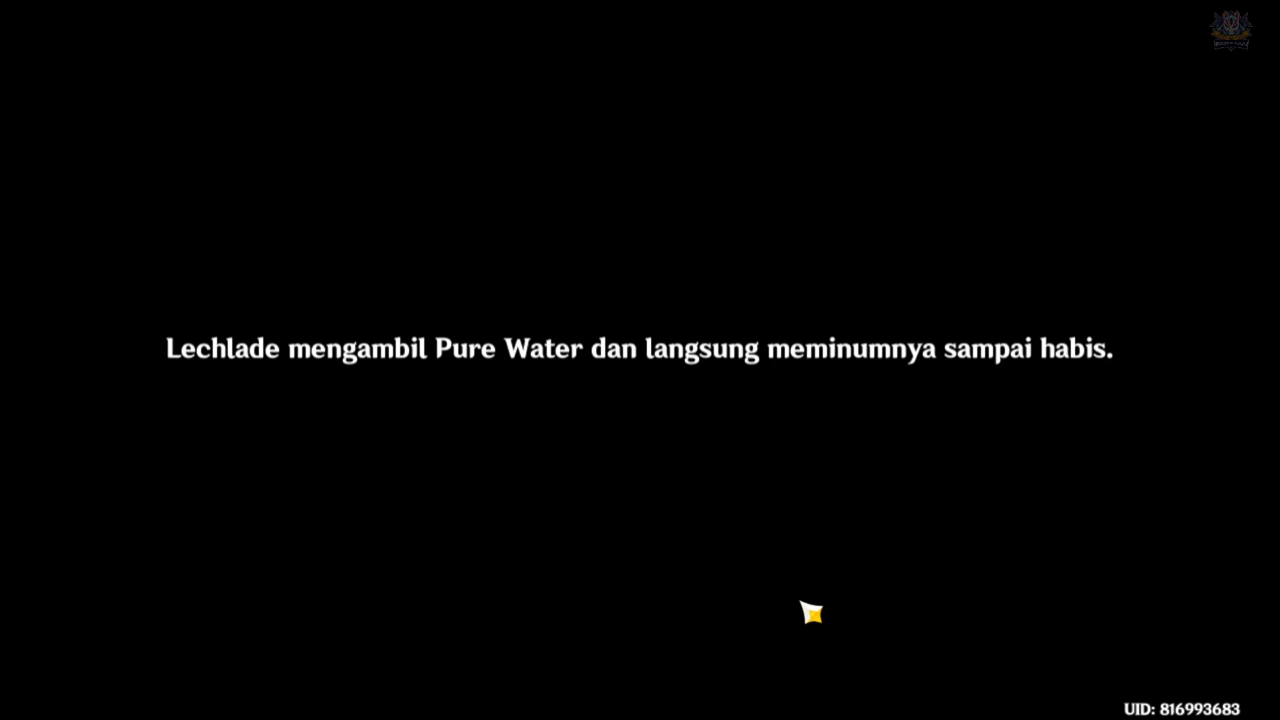 Lechlade mengambil Pure Water dan langsung meminumnya sampai habis.
UID: 816993683